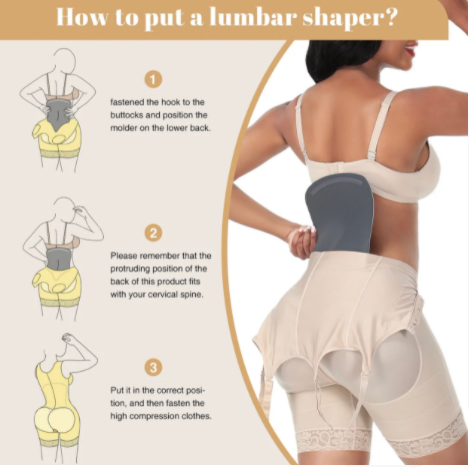 How to put a lumbar shaper?
1
fastened the hook to the
buttocks and position the
molder on the lower back.
2
Please remember that the
protruding position of the
back of this product fits
with your cervical spine.
3
Put it in the correct posi-
tion, and then fasten the
high compression clothes.